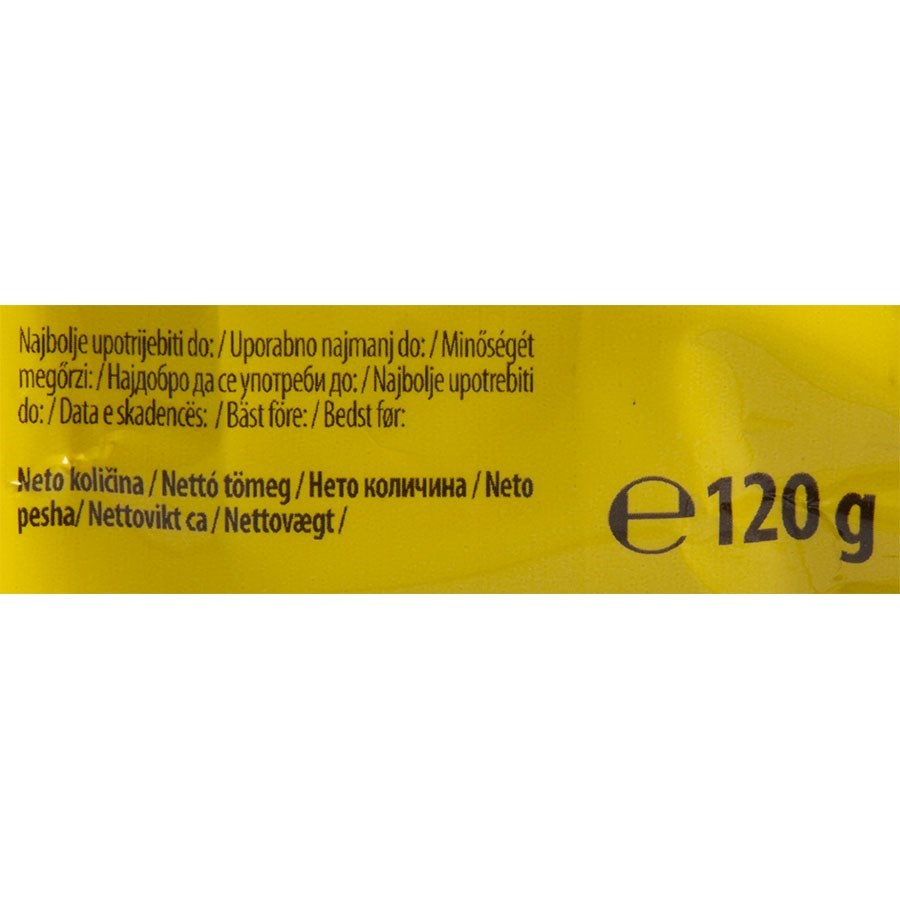 Najbolje upotrijebiti do: / Uporabno najmanj do: / Minőségét
megőrzi: / Најдобро да се употреби до: / Najbolje upotrebiti
do: / Data e skadencës: / Bäst före: / Bedst før:
Neto količina / Nettó tömeg / Нето количина / Neto
pesha/ Nettovikt ca / Nettovægt /
℮ 120 g